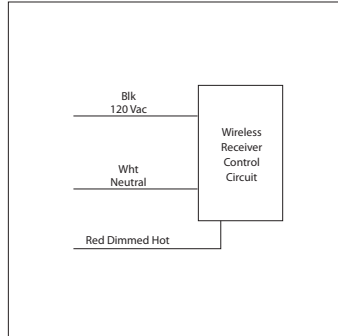 Blk
120 Vac
Wireless
Receiver
Control
Circuit
Wht
Neutral
Red Dimmed Hot